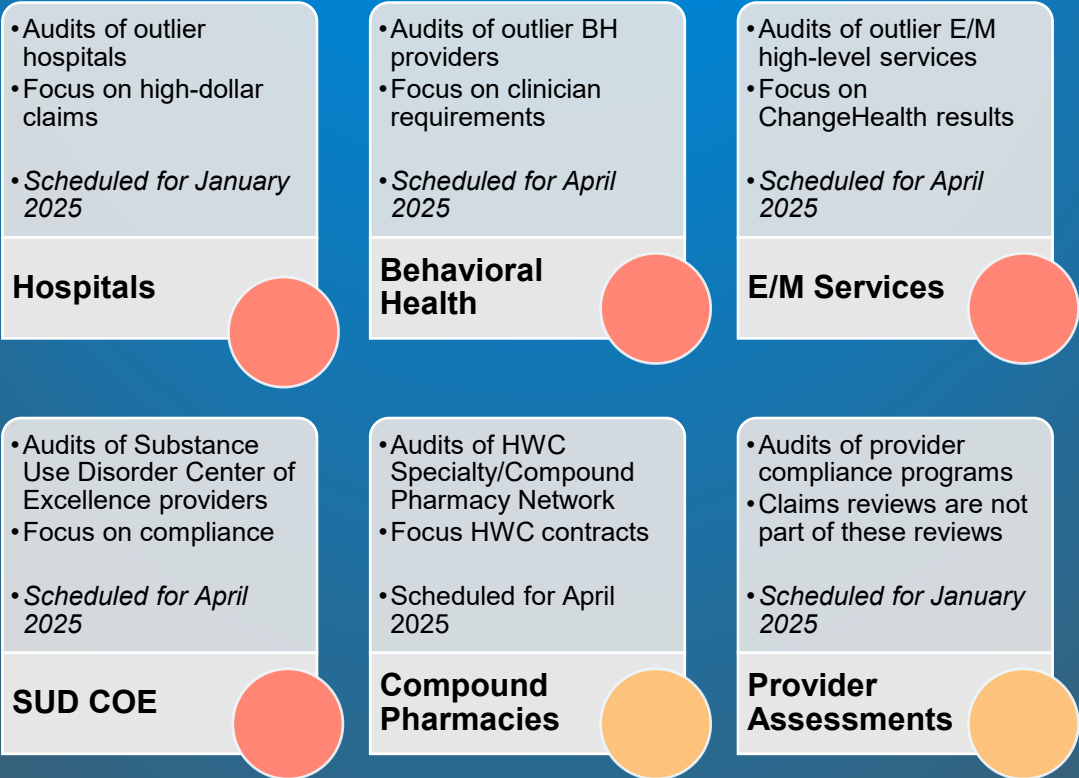 •Audits of outlier
hospitals
•Focus on high-dollar
claims
•Scheduled for January
2025
Hospitals
•Audits of outlier BH
providers
•Focus on clinician
requirements
•Scheduled for April
2025
Behavioral
Health
•Audits of outlier E/M
high-level services
•Focus on
ChangeHealth results
•Scheduled for April
2025
E/M Services
•Audits of Substance
Use Disorder Center of
Excellence providers
•Focus on compliance
•Scheduled for April
2025
SUD COE
•Audits of HWC
Specialty/Compound
Pharmacy Network
•Focus HWC contracts
•Scheduled for April
2025
Compound
Pharmacies
•Audits of provider
compliance programs
•Claims reviews are not
part of these reviews
•Scheduled for January
2025
Provider
Assessments